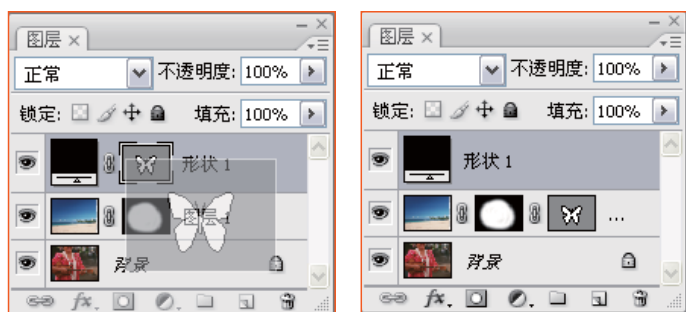 图层 ×
正常 不透明度: 100%
锁定: 填充: 100%
形状 1
图层 1
背景
fx.
图层 ×
正常 不透明度: 100%
锁定: 填充: 100%
形状 1
...
背景
fx.